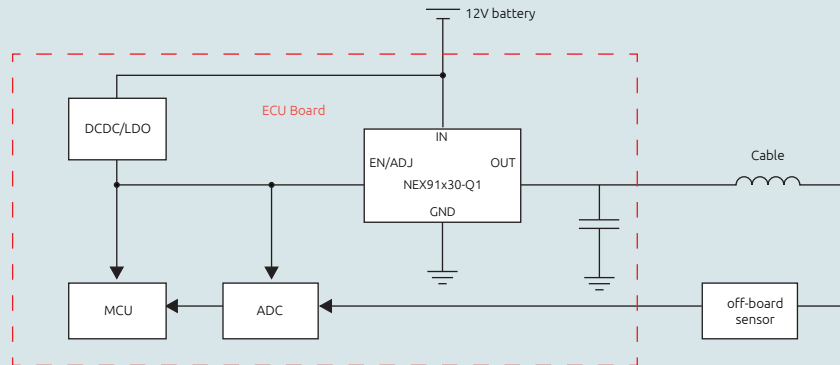 12V battery
ECU Board
DCDC/LDO
IN
EN/ADJ
OUT
NEX91x30-Q1
GND
Cable
MCU
ADC
off-board
sensor